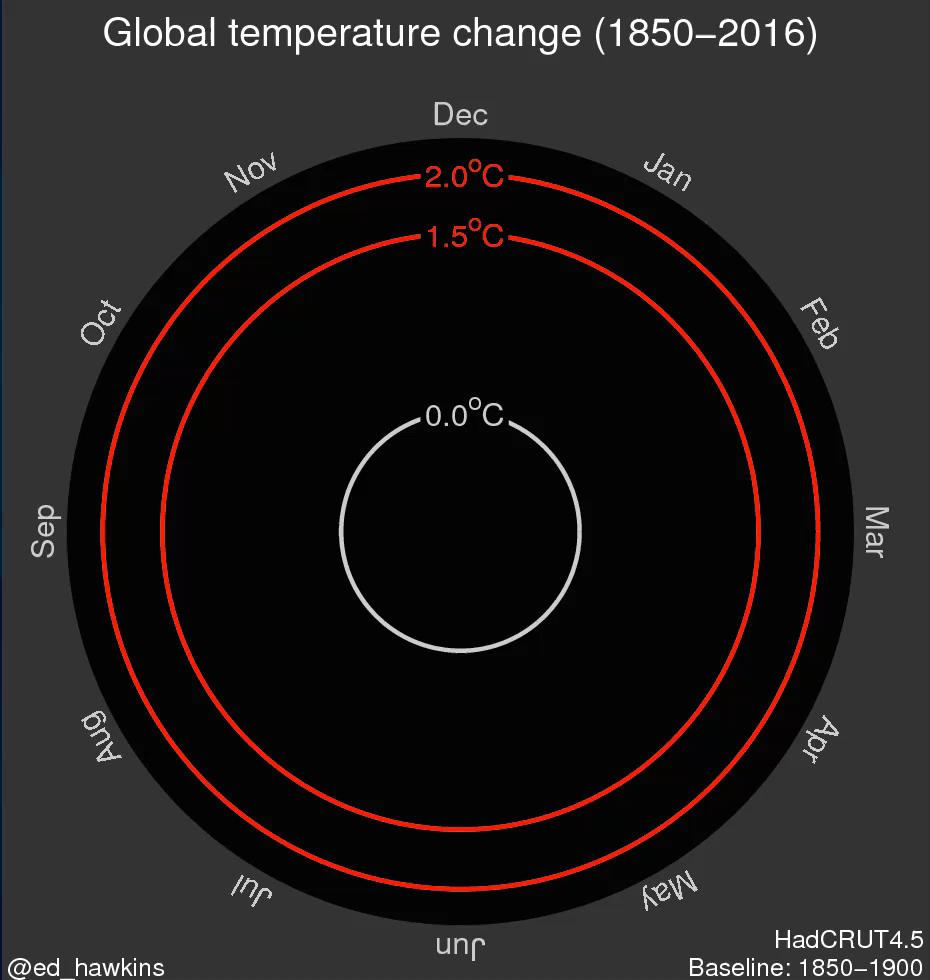 Global temperature change (1850–2016)
Dec
Jan
Feb
Mar
Apr
May
Jun
Jul
Aug
Sep
Oct
Nov
2.0°C
1.5°C
0.0°C
HadCRUT4.5
@ed_hawkins
Baseline: 1850–1900